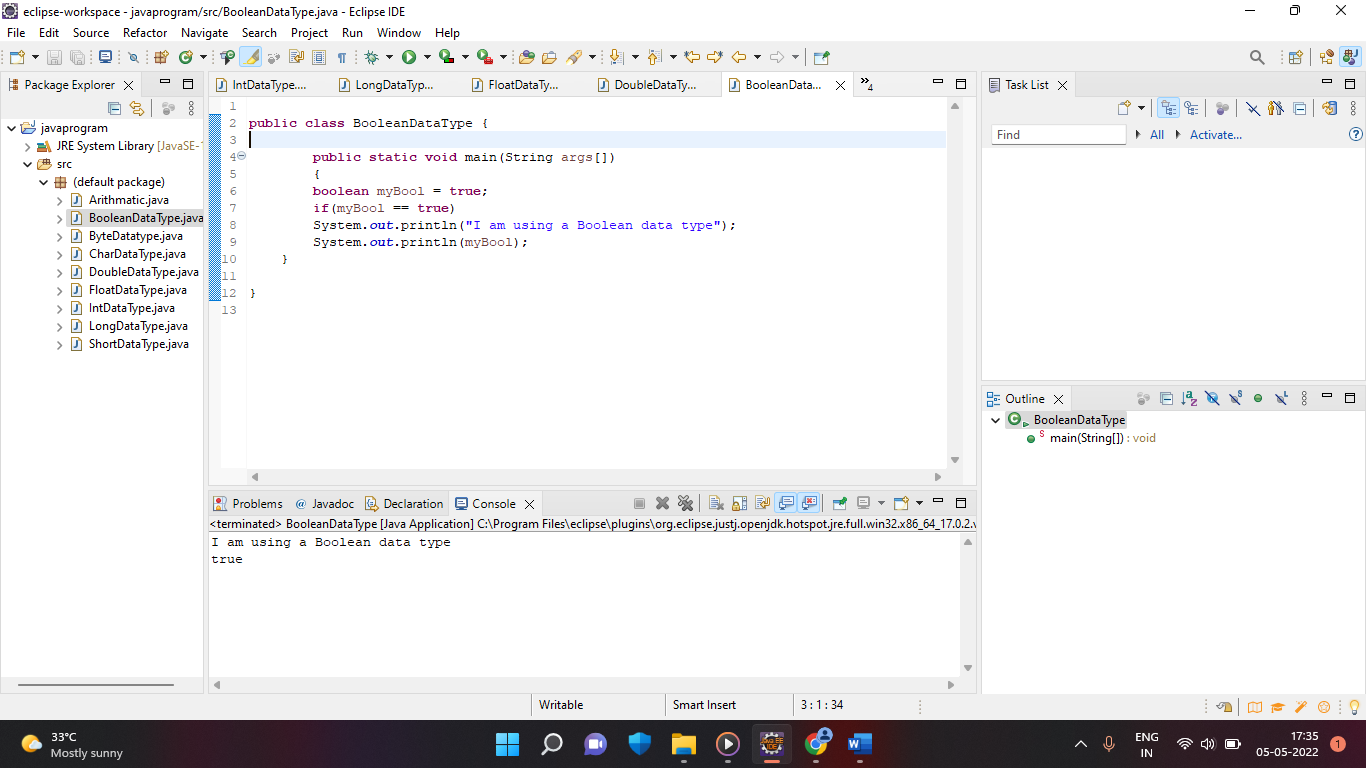 eclipse-workspace - javaprogram/src/BooleanDataType.java - Eclipse IDE
File Edit Source Refactor Navigate Search Project Run Window Help
Package Explorer
javaprogram
JRE System Library [JavaSE-1
src
(default package)
Arithmatic.java
BooleanDataType.java
ByteDatatype.java
CharDataType.java
DoubleDataType.java
FloatDataType.java
IntDataType.java
LongDataType.java
ShortDataType.java
IntDataType.... LongDataTyp... FloatDataTy... DoubleDataTy... BooleanData... »4
1
2 public class BooleanDataType {
3
4 public static void main(String args[])
5 {
6 boolean myBool = true;
7 if(myBool == true)
8 System.out.println("I am using a Boolean data type");
9 System.out.println(myBool);
10 }
11
12 }
13
Problems @ Javadoc Declaration Console
<terminated> BooleanDataType [Java Application] C:\Program Files\eclipse\plugins\org.eclipse.justj.openjdk.hotspot.jre.full.win32.x86_64_17.0.2.v
I am using a Boolean data type
true
Task List
Find All Activate...
Outline
BooleanDataType
main(String[]) : void
Writable Smart Insert 3 : 1 : 34
33°C
Mostly sunny
ENG
IN
17:35
05-05-2022
1